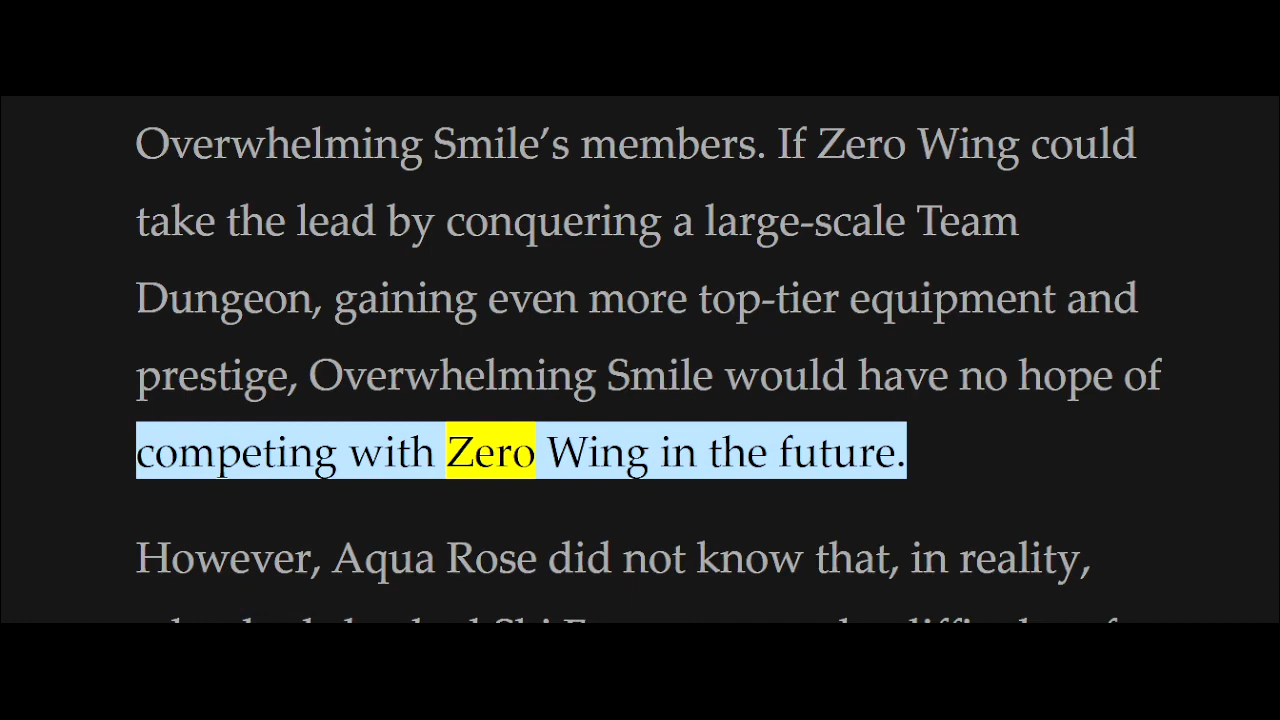 Overwhelming Smile’s members. If Zero Wing could
take the lead by conquering a large-scale Team
Dungeon, gaining even more top-tier equipment and
prestige, Overwhelming Smile would have no hope of
competing with Zero Wing in the future.
However, Aqua Rose did not know that, in reality,